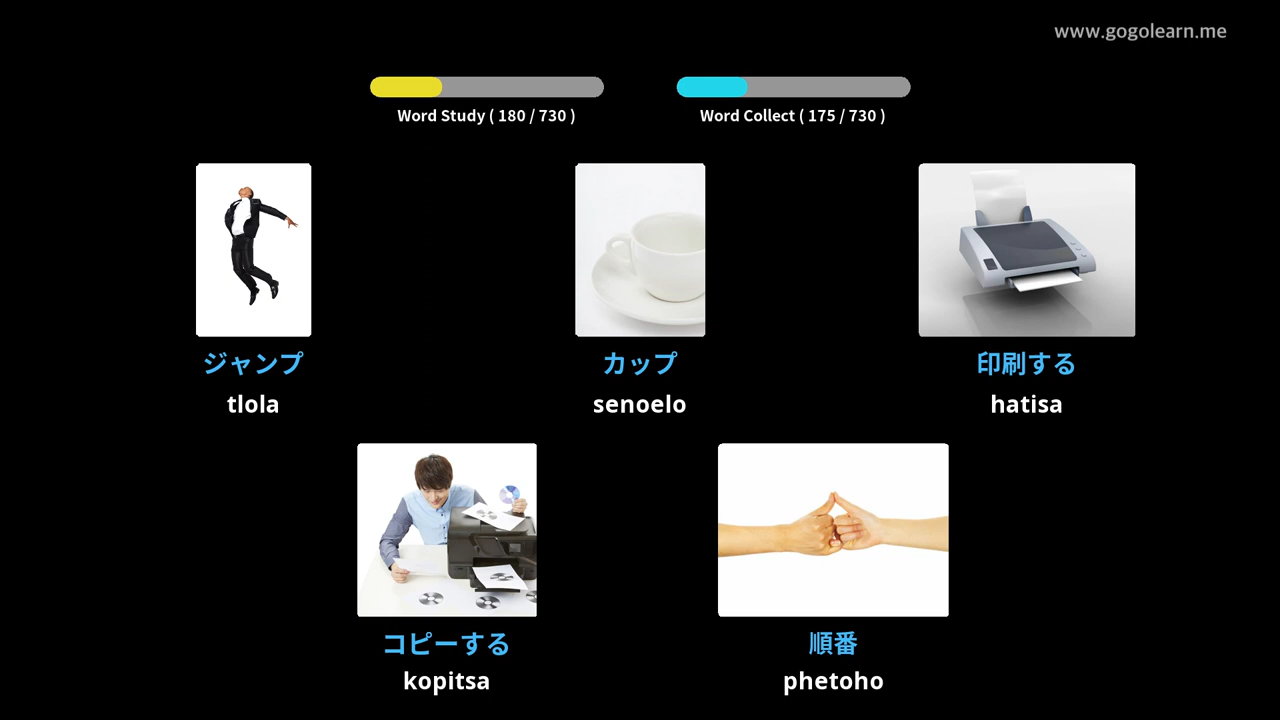 www.gogolearn.me
Word Study ( 180 / 730 )
Word Collect ( 175 / 730 )
ジャンプ
tlola
カップ
senoelo
印刷する
hatisa
コピーする
kopitsa
順番
phetoho